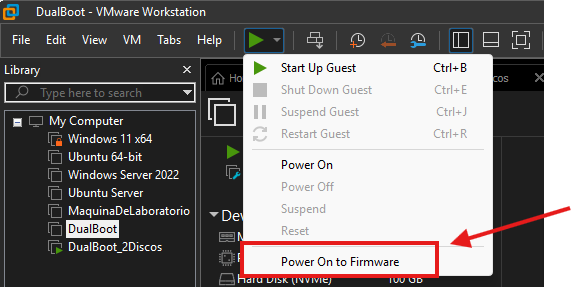 DualBoot - VMware Workstation
File Edit View VM Tabs Help
Library
Type here to search
My Computer
Windows 11 x64
Ubuntu 64-bit
Windows Server 2022
Ubuntu Server
MaquinaDeLaboratorio
DualBoot
DualBoot_2Discos
Start Up Guest Ctrl+B
Shut Down Guest Ctrl+E
Suspend Guest Ctrl+J
Restart Guest Ctrl+R
Power On
Power Off
Suspend
Reset
Power On to Firmware
Hard Disk (NVMe) 100 GB